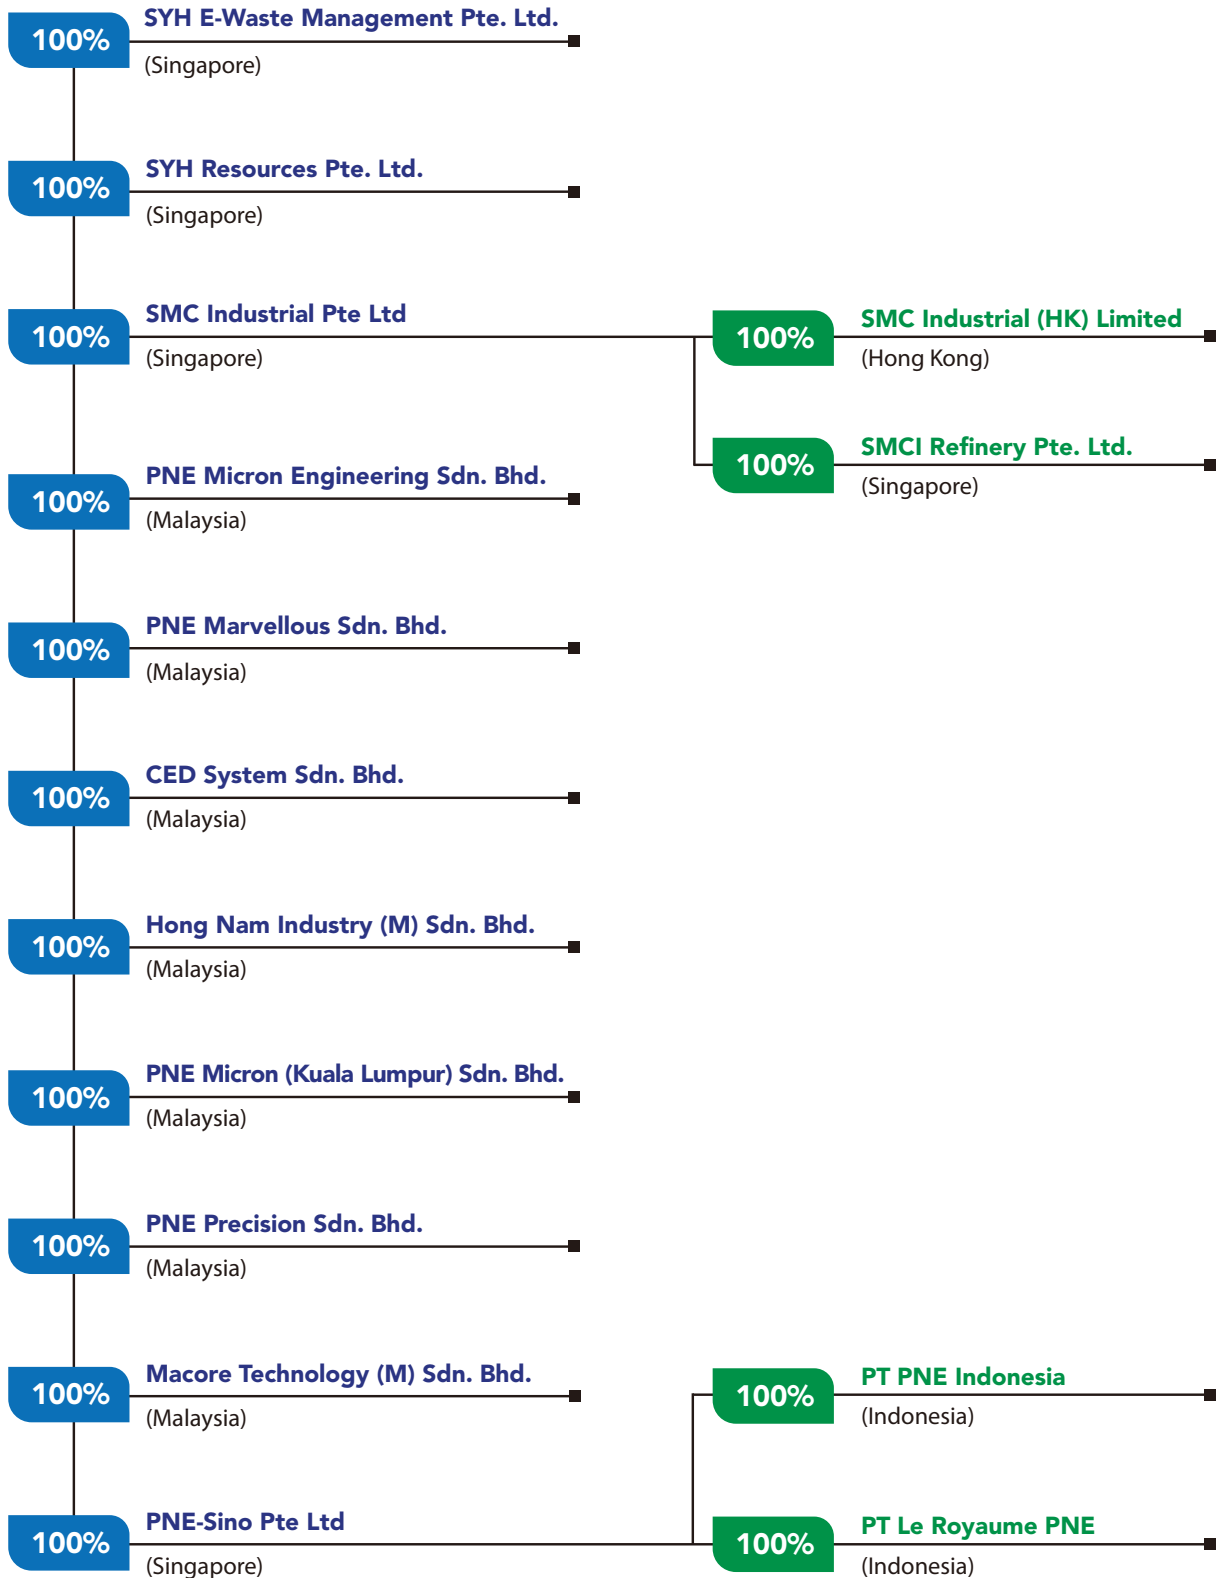 100%
SYH E-Waste Management Pte. Ltd.
(Singapore)
100%
SYH Resources Pte. Ltd.
(Singapore)
100%
SMC Industrial Pte Ltd
(Singapore)
100%
SMC Industrial (HK) Limited
(Hong Kong)
100%
SMCI Refinery Pte. Ltd.
(Singapore)
100%
PNE Micron Engineering Sdn. Bhd.
(Malaysia)
100%
PNE Marvellous Sdn. Bhd.
(Malaysia)
100%
CED System Sdn. Bhd.
(Malaysia)
100%
Hong Nam Industry (M) Sdn. Bhd.
(Malaysia)
100%
PNE Micron (Kuala Lumpur) Sdn. Bhd.
(Malaysia)
100%
PNE Precision Sdn. Bhd.
(Malaysia)
100%
Macore Technology (M) Sdn. Bhd.
(Malaysia)
100%
PNE-Sino Pte Ltd
(Singapore)
100%
PT PNE Indonesia
(Indonesia)
100%
PT Le Royaume PNE
(Indonesia)